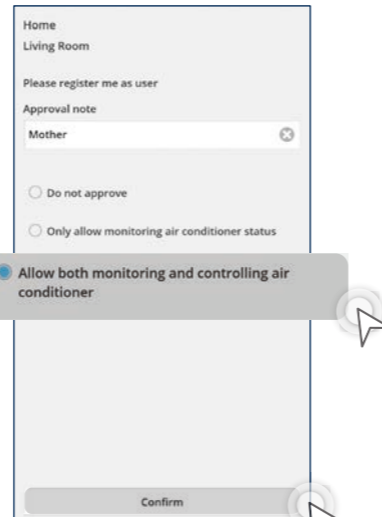 Home
Living Room
Please register me as user
Approval note
Mother
Do not approve
Only allow monitoring air conditioner status
Allow both monitoring and controlling air
conditioner
Confirm